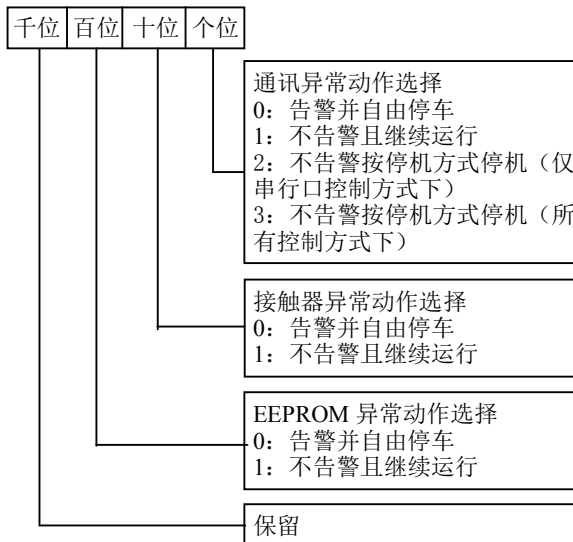 千位 百位 十位 个位
通讯异常动作选择
0：告警并自由停车
1：不告警且继续运行
2：不告警按停机方式停机（仅
串行口控制方式下）
3：不告警按停机方式停机（所
有控制方式下）
接触器异常动作选择
0：告警并自由停车
1：不告警且继续运行
EEPROM 异常动作选择
0：告警并自由停车
1：不告警且继续运行
保留